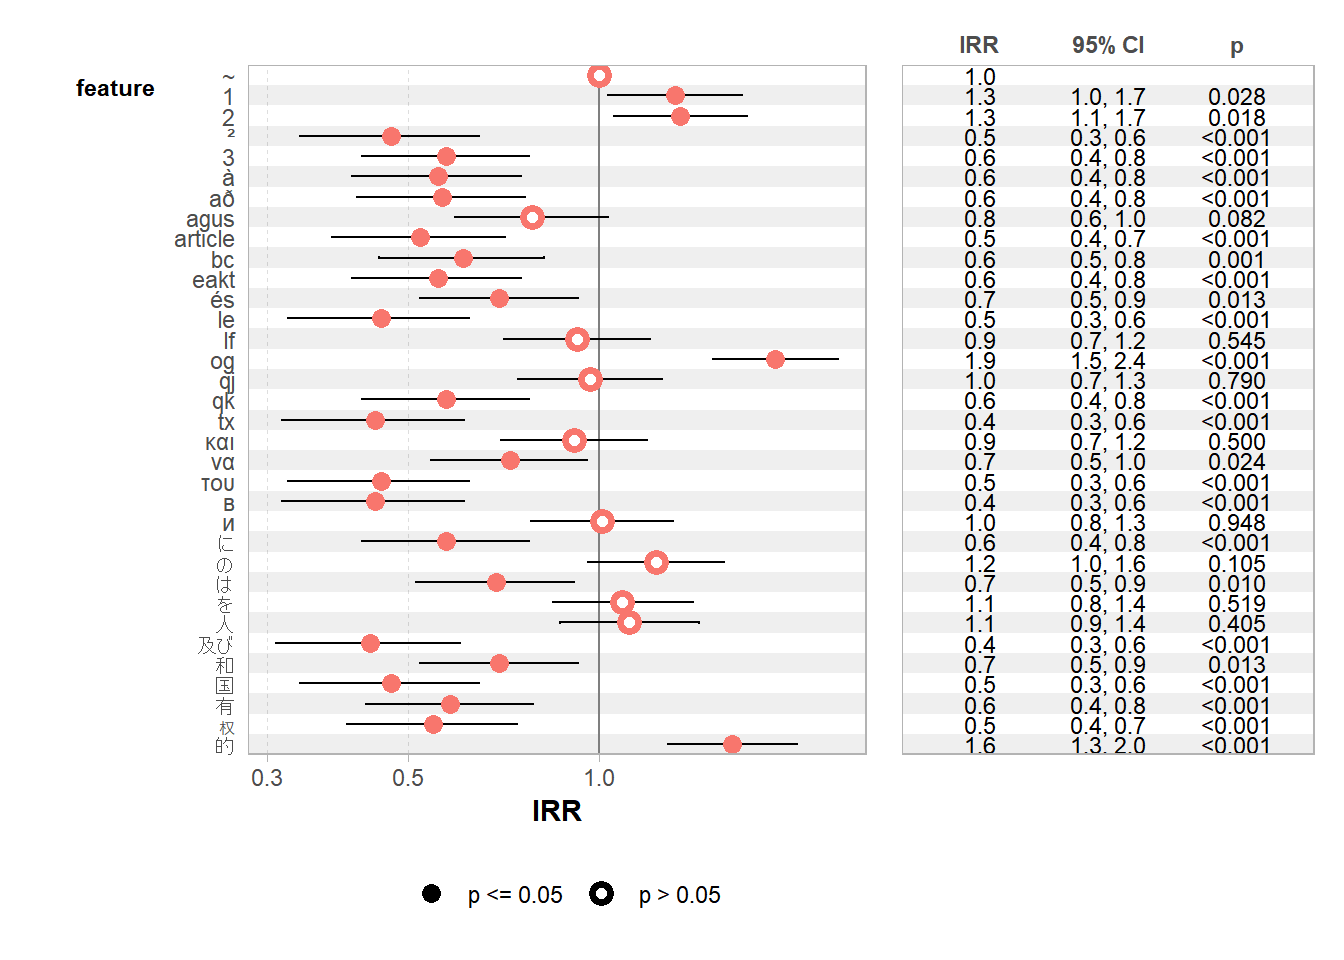 IRR 95% CI p
feature
~ 1.0
1 1.3 1.0, 1.7 0.028
2 1.3 1.1, 1.7 0.018
² 0.5 0.3, 0.6 <0.001
3 0.6 0.4, 0.8 <0.001
à 0.6 0.4, 0.8 <0.001
að 0.6 0.4, 0.8 <0.001
agus 0.8 0.6, 1.0 0.082
article 0.5 0.4, 0.7 <0.001
bc 0.6 0.5, 0.8 0.001
eakt 0.6 0.4, 0.8 <0.001
és 0.7 0.5, 0.9 0.013
le 0.5 0.3, 0.6 <0.001
lf 0.9 0.7, 1.2 0.545
og 1.9 1.5, 2.4 <0.001
qj 1.0 0.7, 1.3 0.790
qk 0.6 0.4, 0.8 <0.001
tx 0.4 0.3, 0.6 <0.001
και 0.9 0.7, 1.2 0.500
να 0.7 0.5, 1.0 0.024
του 0.5 0.3, 0.6 <0.001
в 0.4 0.3, 0.6 <0.001
и 1.0 0.8, 1.3 0.948
に 0.6 0.4, 0.8 <0.001
の 1.2 1.0, 1.6 0.105
は 0.7 0.5, 0.9 0.010
を 1.1 0.8, 1.4 0.519
人 1.1 0.9, 1.4 0.405
及び 0.4 0.3, 0.6 <0.001
和 0.7 0.5, 0.9 0.013
国 0.5 0.3, 0.6 <0.001
有 0.6 0.4, 0.8 <0.001
权 0.5 0.4, 0.7 <0.001
的 1.6 1.3, 2.0 <0.001
0.3 0.5 1.0
IRR
p <= 0.05 p > 0.05